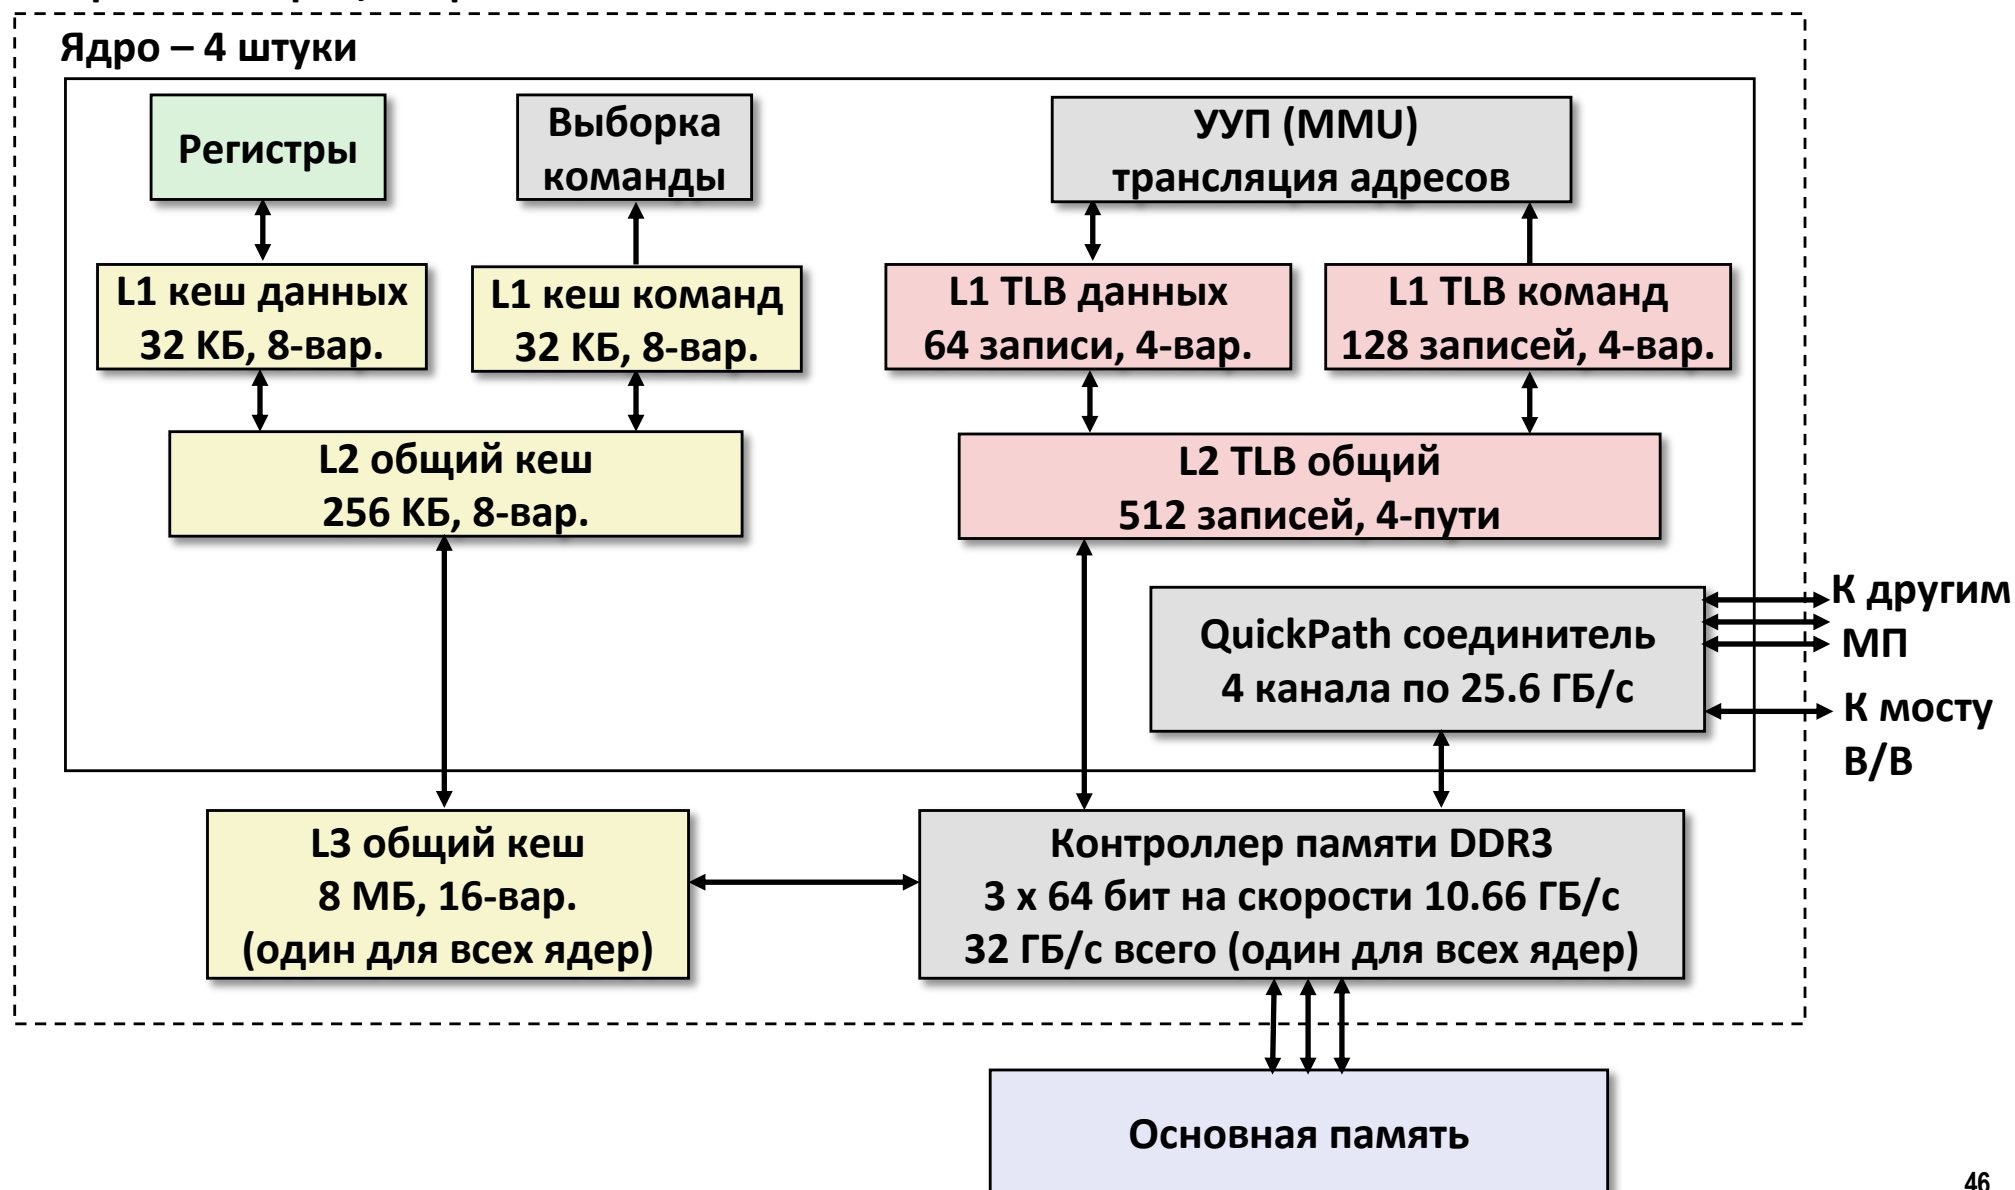 Ядро – 4 штуки
Регистры
Выборка
команды
УУП (MMU)
трансляция адресов
L1 кеш данных
32 КБ, 8-вар.
L1 кеш команд
32 КБ, 8-вар.
L1 TLB данных
64 записи, 4-вар.
L1 TLB команд
128 записей, 4-вар.
L2 общий кеш
256 КБ, 8-вар.
L2 TLB общий
512 записей, 4-пути
QuickPath соединитель
4 канала по 25.6 ГБ/с
К другим
МП
К мосту
В/В
L3 общий кеш
8 МБ, 16-вар.
(один для всех ядер)
Контроллер памяти DDR3
3 x 64 бит на скорости 10.66 ГБ/с
32 ГБ/с всего (один для всех ядер)
Основная память
46